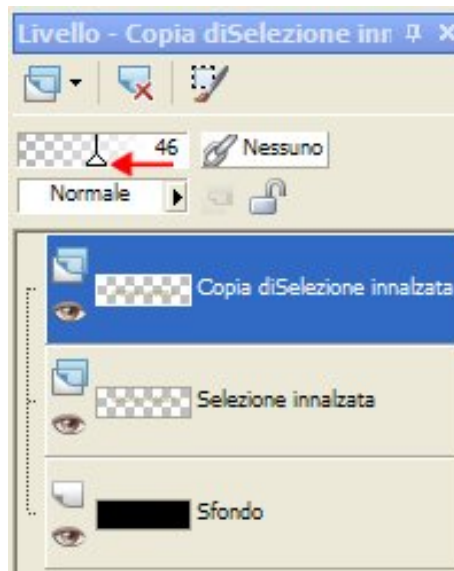 Livello - Copia diSelezione inn
46 Nessuno
Normale
Copia diSelezione innalzata
Selezione innalzata
Sfondo